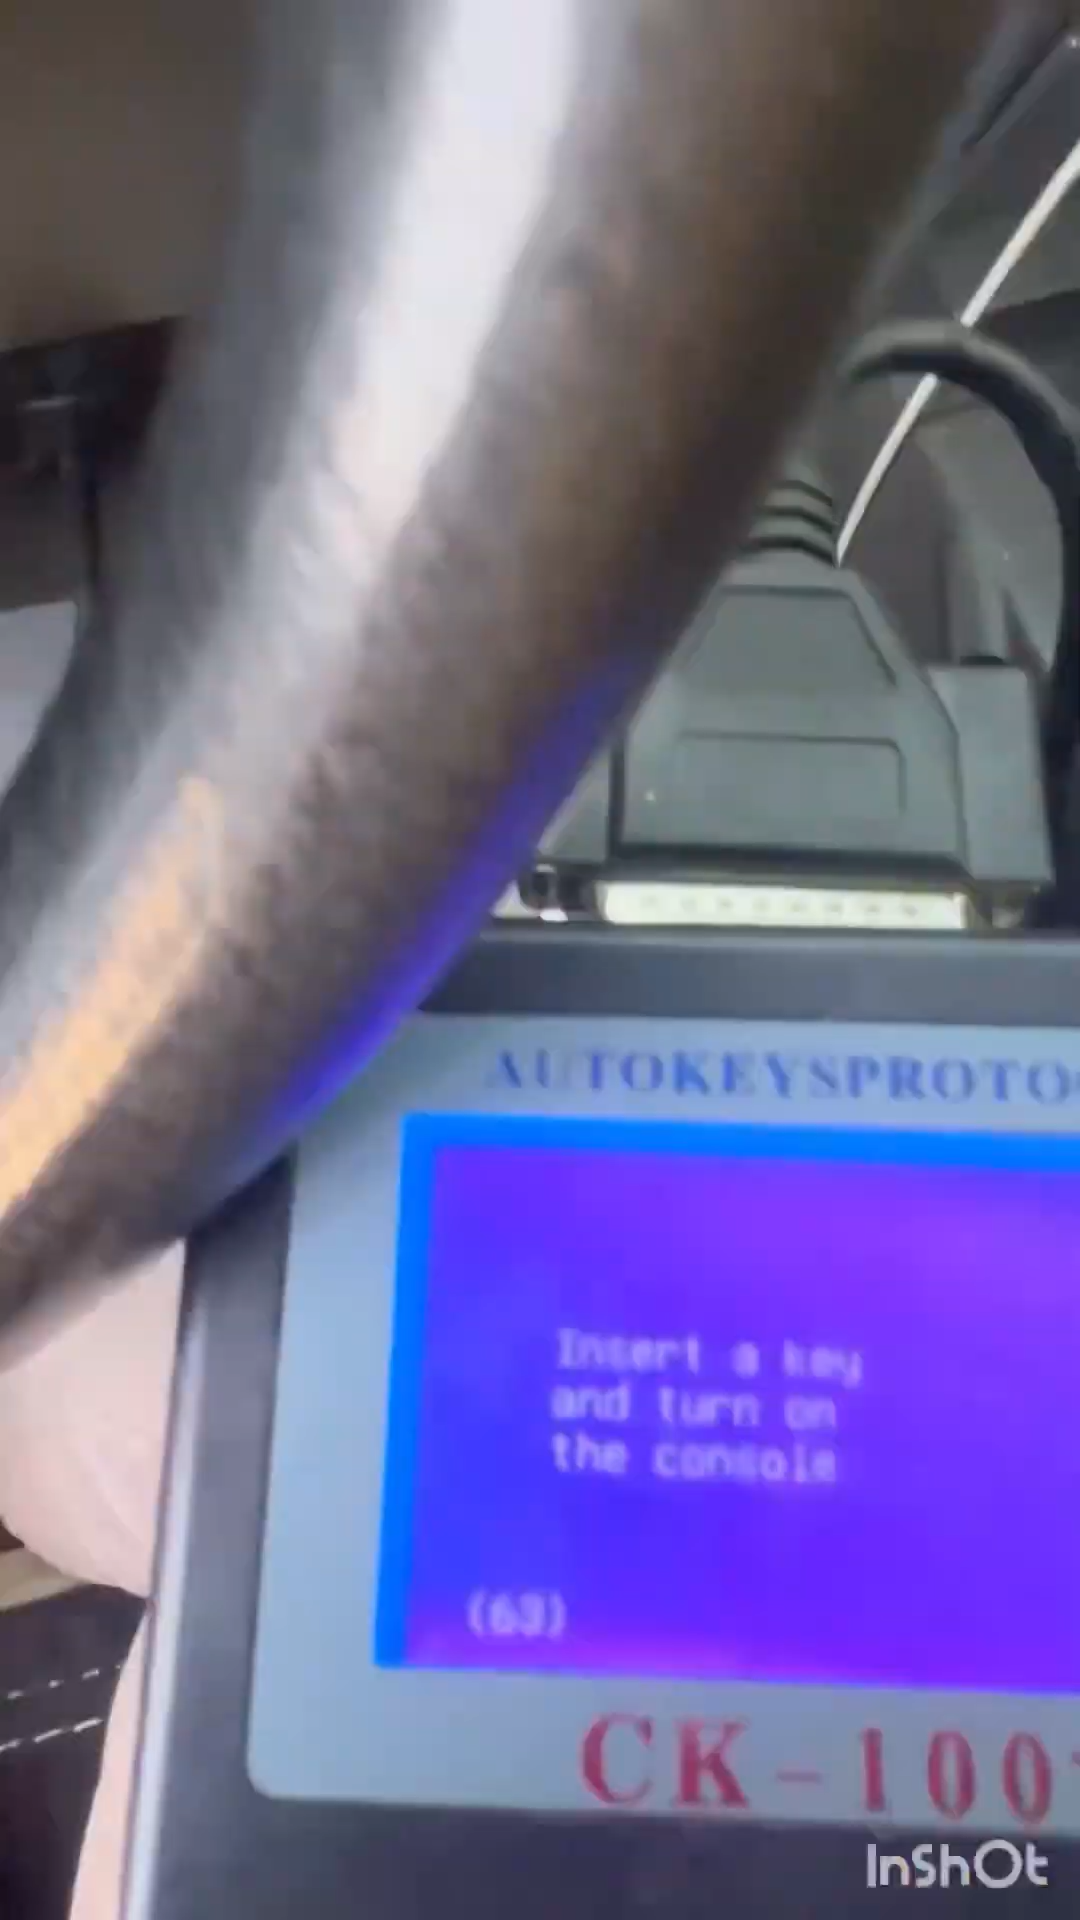 AUTOKEYSPROTO
Insert a key
and turn on
the console
(63)
CK-100
InShOt